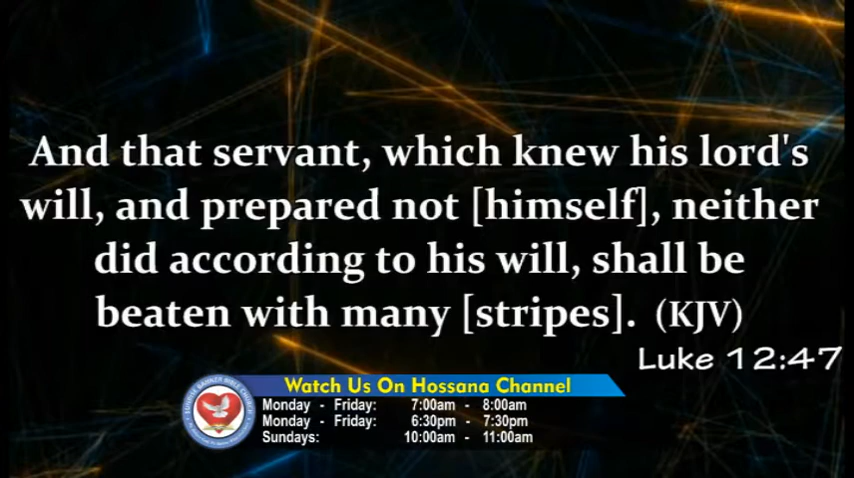 And that servant, which knew his lord's
will, and prepared not [himself], neither
did according to his will, shall be
beaten with many [stripes]. (KJV)
Luke 12:47
Watch Us On Hossana Channel
Monday - Friday: 7:00am - 8:00am
Monday - Friday: 6:30pm - 7:30pm
Sundays: 10:00am - 11:00am